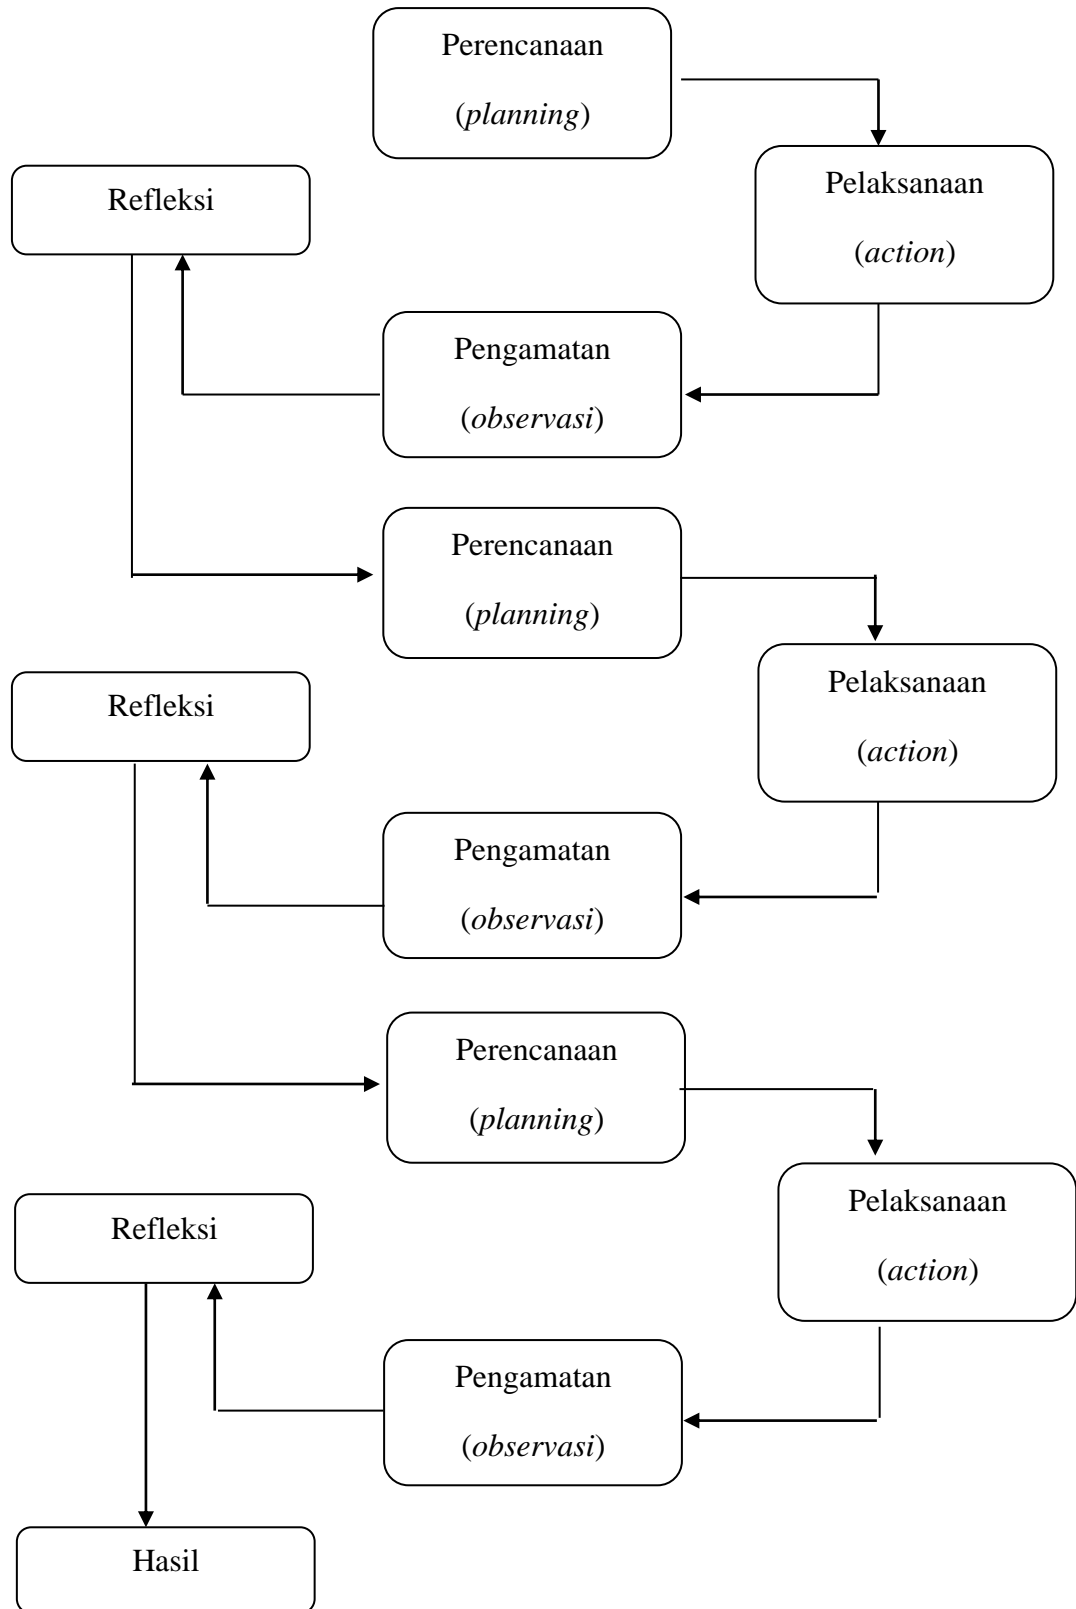 Perencanaan
(planning)
Pelaksanaan
(action)
Refleksi
Pengamatan
(observasi)
Perencanaan
(planning)
Pelaksanaan
(action)
Refleksi
Pengamatan
(observasi)
Perencanaan
(planning)
Pelaksanaan
(action)
Refleksi
Pengamatan
(observasi)
Hasil